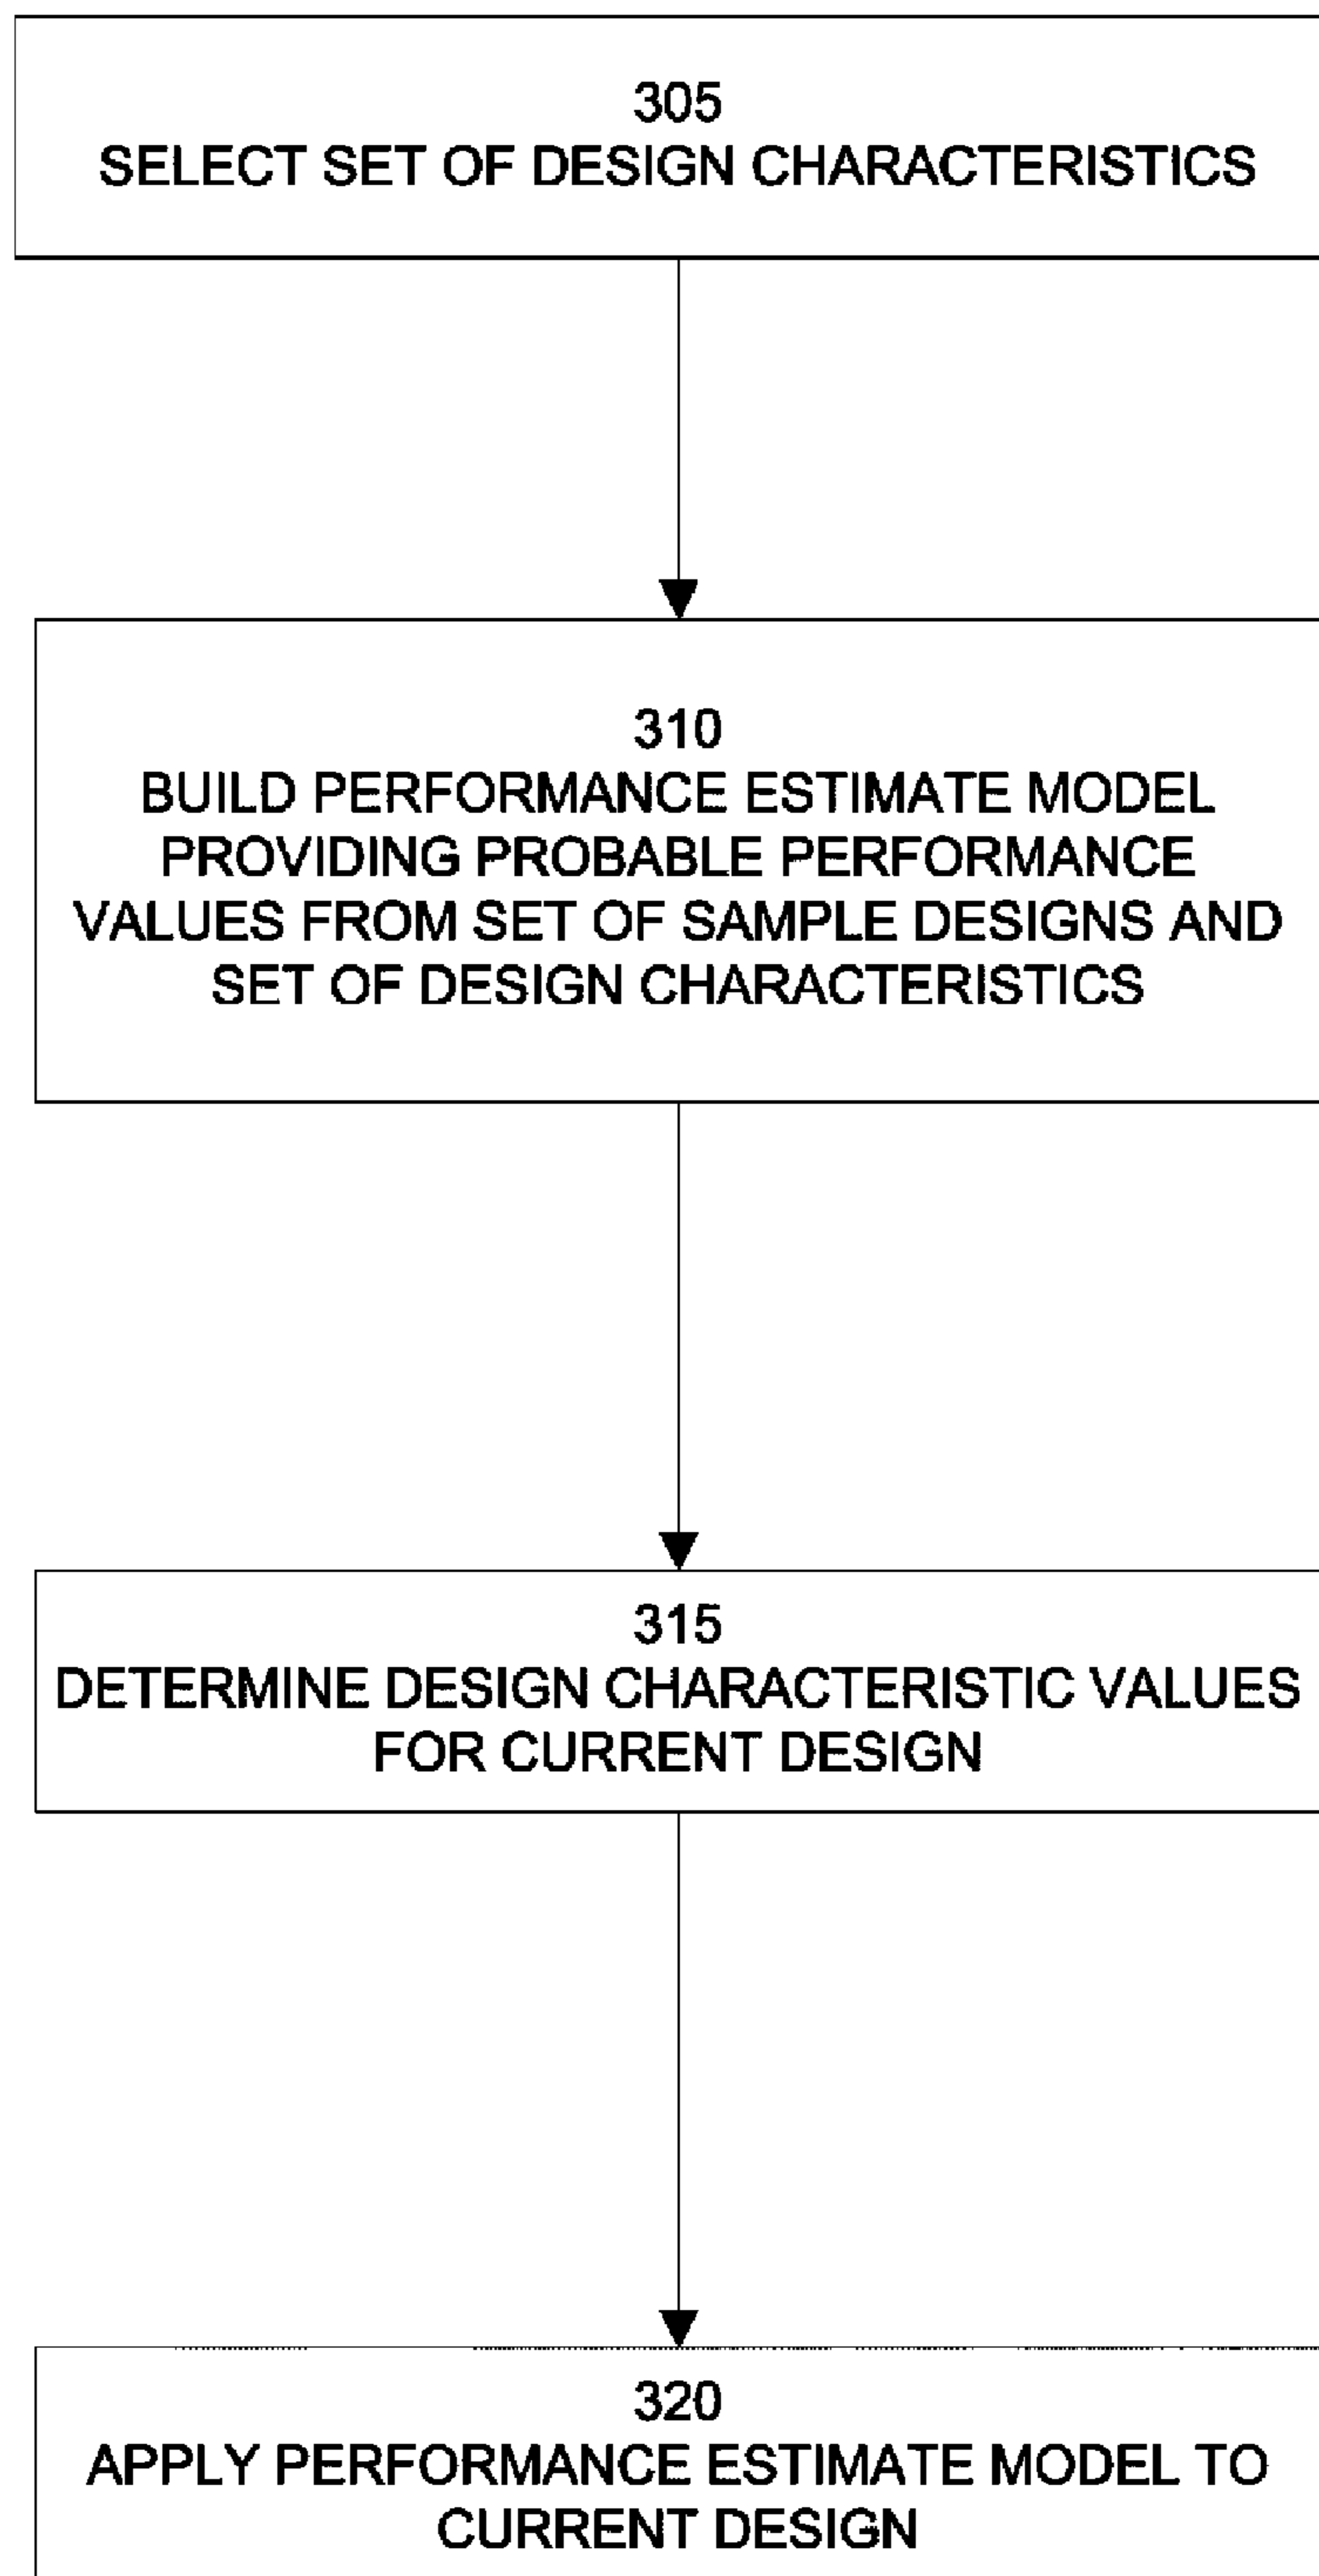 305
SELECT SET OF DESIGN CHARACTERISTICS
310
BUILD PERFORMANCE ESTIMATE MODEL
PROVIDING PROBABLE PERFORMANCE
VALUES FROM SET OF SAMPLE DESIGNS AND
SET OF DESIGN CHARACTERISTICS
315
DETERMINE DESIGN CHARACTERISTIC VALUES
FOR CURRENT DESIGN
320
APPLY PERFORMANCE ESTIMATE MODEL TO
CURRENT DESIGN